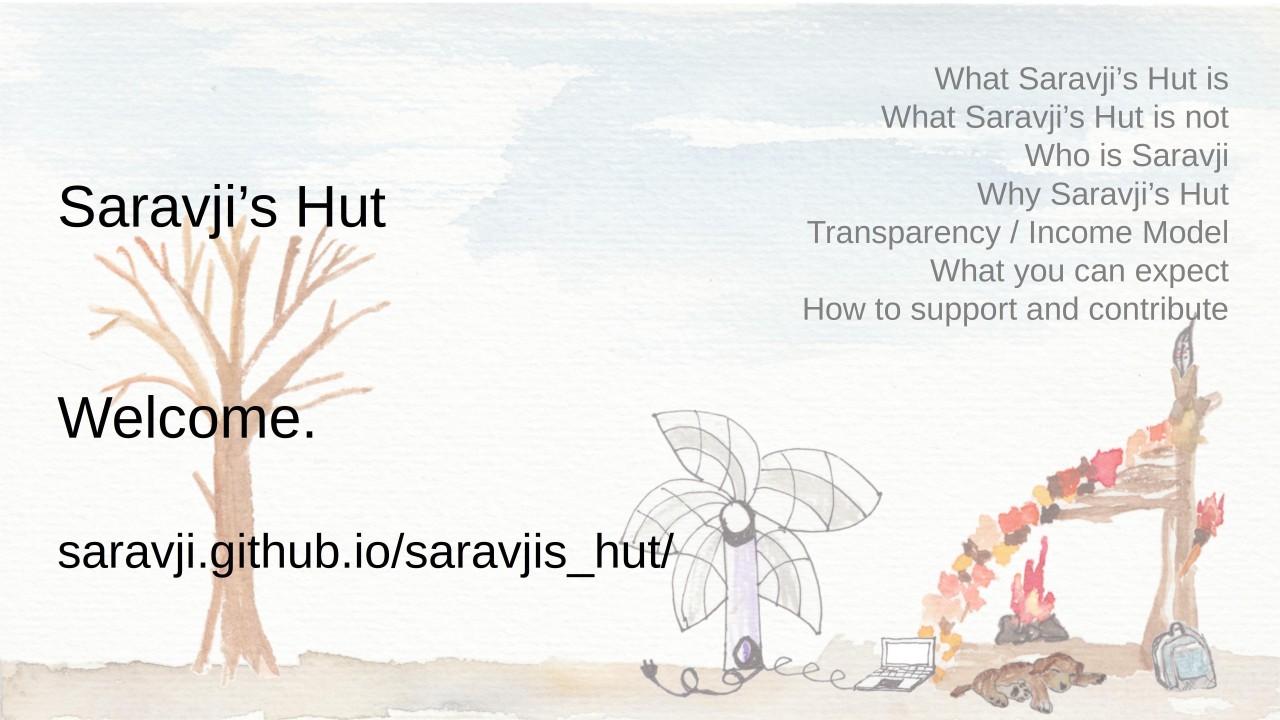 What Saravji’s Hut is
What Saravji’s Hut is not
Who is Saravji
Why Saravji’s Hut
Transparency / Income Model
What you can expect
How to support and contribute
Saravji’s Hut
Welcome.
saravji.github.io/saravjis_hut/